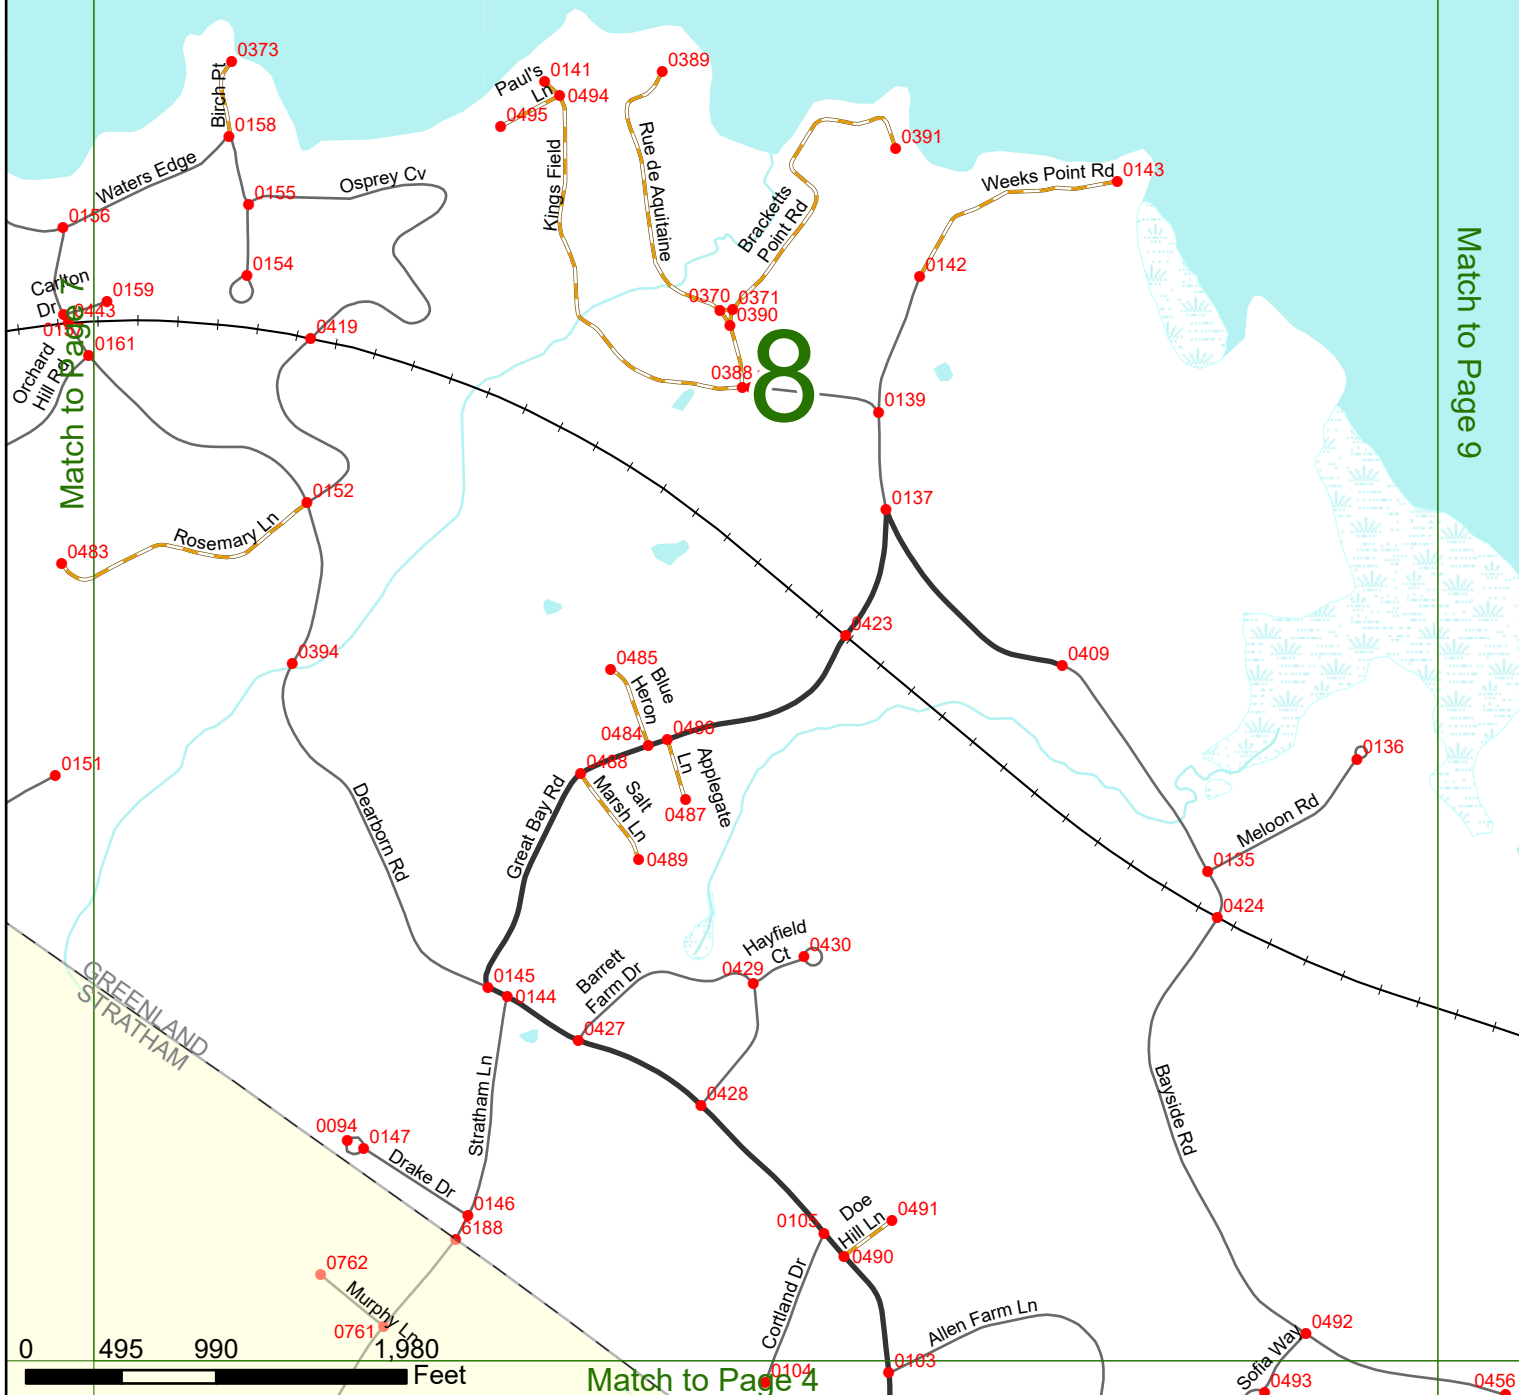 0373
Birch Pt
0158
Waters Edge
0156
0155
Osprey Cv
0154
Carlton
Dr
0159
0443
0161
Orchard
Hill Rd
Match to Page 7
0419
0152
Rosemary Ln
0483
0394
0151
Paul's
Ln
0141
0494
0495
Kings Field
0389
Rue de Aquitaine
Bracketts
Point Rd
0391
0370
0371
0390
0388
8
Weeks Point Rd
0143
0142
0139
0137
Match to Page 9
0423
0409
0485
Blue
Heron
0484
0486
0488
Applegate
Ln
0487
Salt
Marsh Ln
0489
Great Bay Rd
Dearborn Rd
0136
Meloon Rd
0135
0424
Hayfield
Ct
0430
0429
Barrett
Farm Dr
0145
0144
0427
0428
GREENLAND
STRATHAM
Stratham Ln
0094
0147
Drake Dr
0146
6188
0762
Murphy Ln
0761
Bayside Rd
Doe
Hill Ln
0491
0105
0490
Cortland Dr
Allen Farm Ln
0103
0104
0492
Sofia Way
0493
0456
0 495 990 1,980
Feet
Match to Page 4